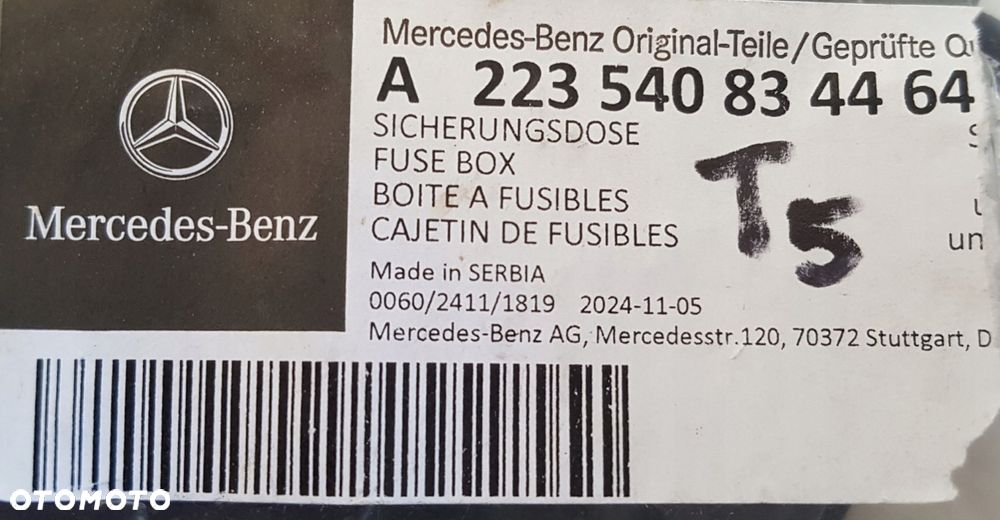 Mercedes-Benz Original-Teile/Geprüfte
A 223 540 83 44 64
SICHERUNGSDOSE
FUSE BOX
BOITE A FUSIBLES
CAJETIN DE FUSIBLES
un
Made in SERBIA
0060/2411/1819 2024-11-05
Mercedes-Benz AG, Mercedesstr.120, 70372 Stuttgart, D
Mercedes-Benz
T5
OTOMOTO